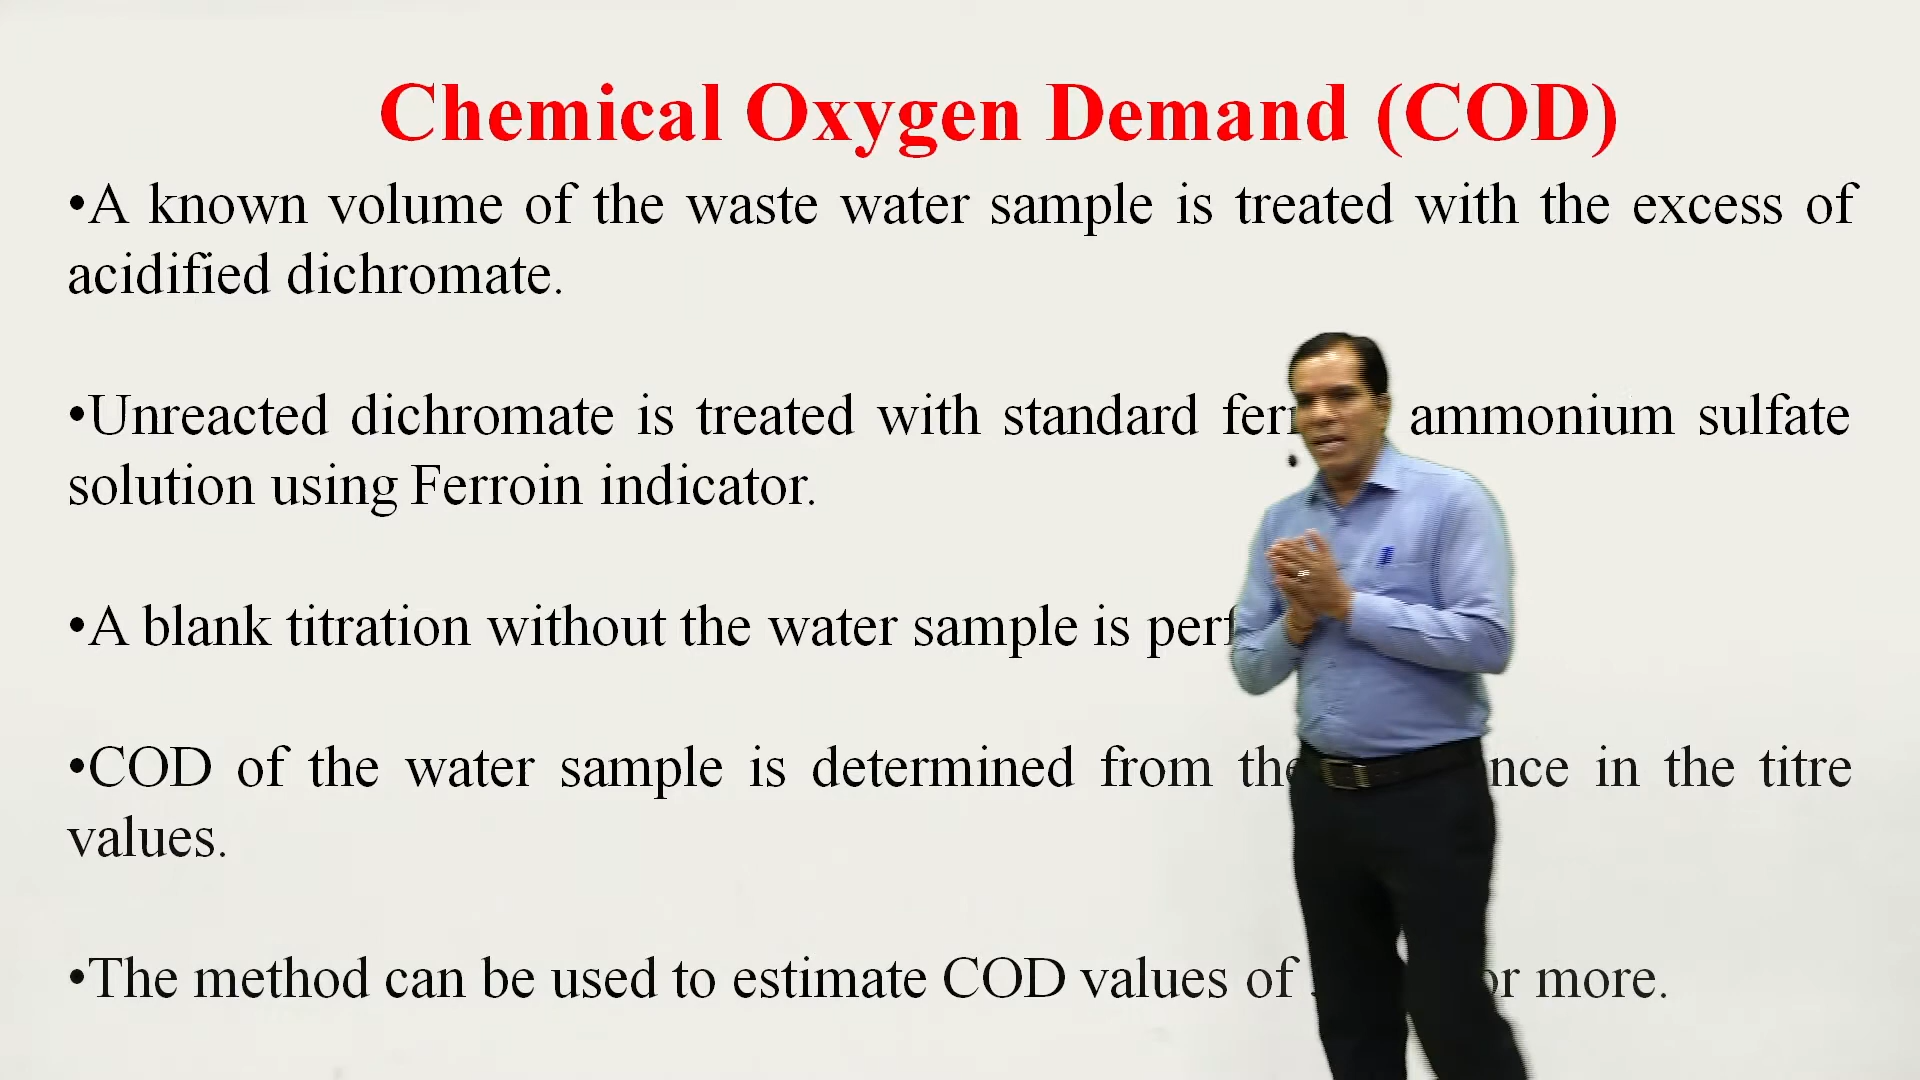 Chemical Oxygen Demand (COD)
•A known volume of the waste water sample is treated with the excess of
acidified dichromate.
•Unreacted dichromate is treated with standard ammonium sulfate
solution using Ferroin indicator.
•A blank titration without the water sample is
•COD of the water sample is determined from the in the titre
values.
•The method can be used to estimate COD values of or more.